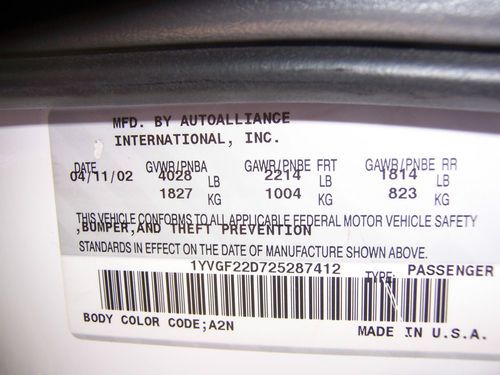 MFD. BY AUTOALLIANCE
INTERNATIONAL, INC.
DATE GVWR/PNBA GAWR/PNBE FRT GAWR/PNBE RR
04/11/02 4028 LB 2214 LB 1814 LB
1827 KG 1004 KG 823 KG
THIS VEHICLE CONFORMS TO ALL APPLICABLE FEDERAL MOTOR VEHICLE SAFETY
,BUMPER,AND THEFT PREVENTION
STANDARDS IN EFFECT ON THE DATE OF MANUFACTURE SHOWN ABOVE.
1YVGF22D725287412 TYPE: PASSENGER
BODY COLOR CODE;A2N MADE IN U.S.A.